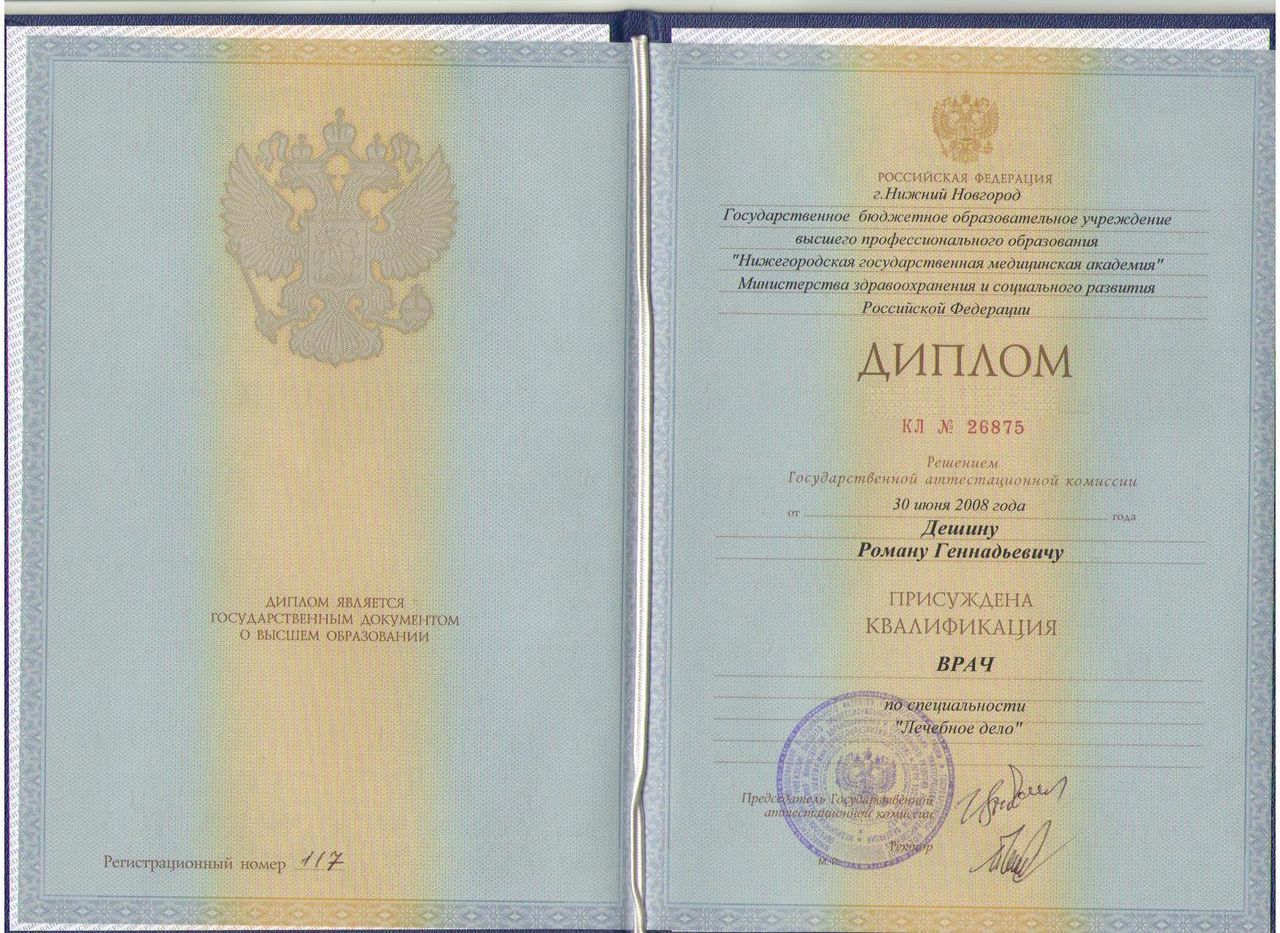 ДИПЛОМ ЯВЛЯЕТСЯ
ГОСУДАРСТВЕННЫМ ДОКУМЕНТОМ
О ВЫСШЕМ ОБРАЗОВАНИИ
Регистрационный номер 117
РОССИЙСКАЯ ФЕДЕРАЦИЯ
г.Нижний Новгород
Государственное бюджетное образовательное учреждение
высшего профессионального образования
"Нижегородская государственная медицинская академия"
Министерства здравоохранения и социального развития
Российской Федерации
ДИПЛОМ
КЛ № 26875
Решением
Государственной аттестационной комиссии
от 30 июня 2008 года года
Дешину
Роману Геннадьевичу
ПРИСУЖДЕНА
КВАЛИФИКАЦИЯ
ВРАЧ
по специальности
"Лечебное дело"
Председатель Государственной
аттестационной комиссии
Ректор